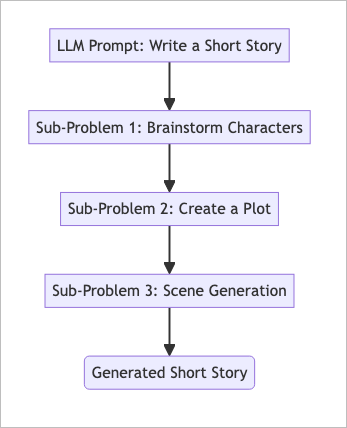 LLM Prompt: Write a Short Story
Sub-Problem 1: Brainstorm Characters
Sub-Problem 2: Create a Plot
Sub-Problem 3: Scene Generation
Generated Short Story